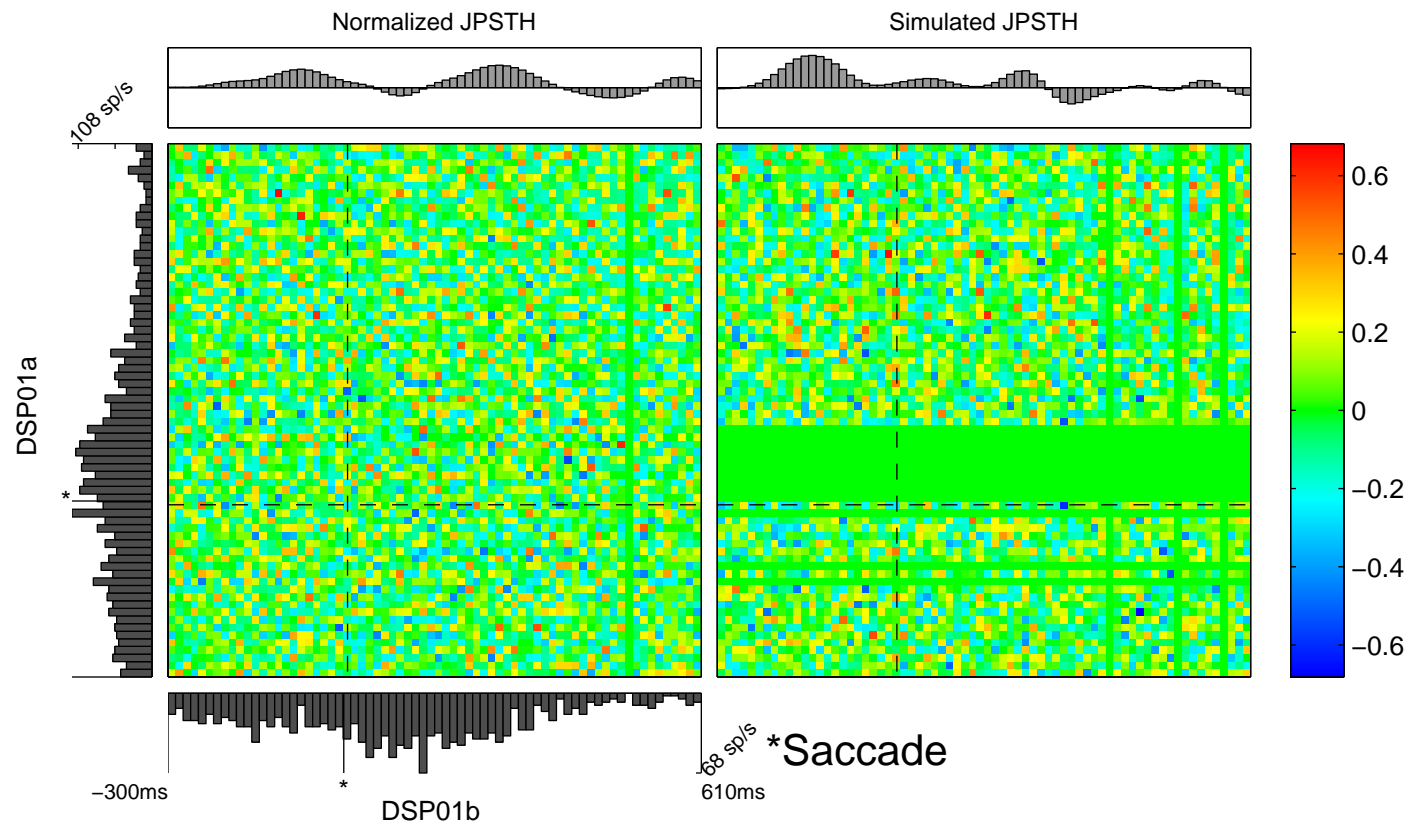 Normalized JPSTH
Simulated JPSTH
108 sp/s
DSP01a
*
0.6
0.4
0.2
0
−0.2
−0.4
−0.6
68 sp/s
*Saccade
−300ms
*
610ms
DSP01b